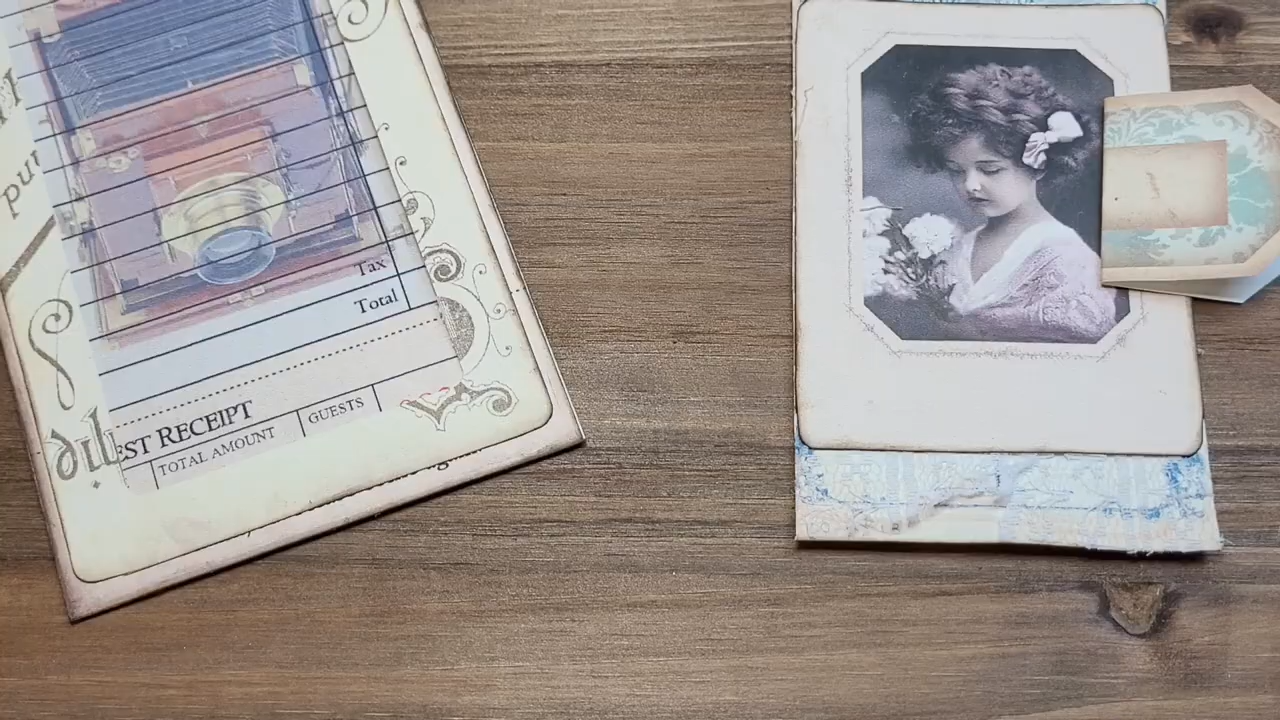 Tax
Total
EST RECEIPT
TOTAL AMOUNT
GUESTS